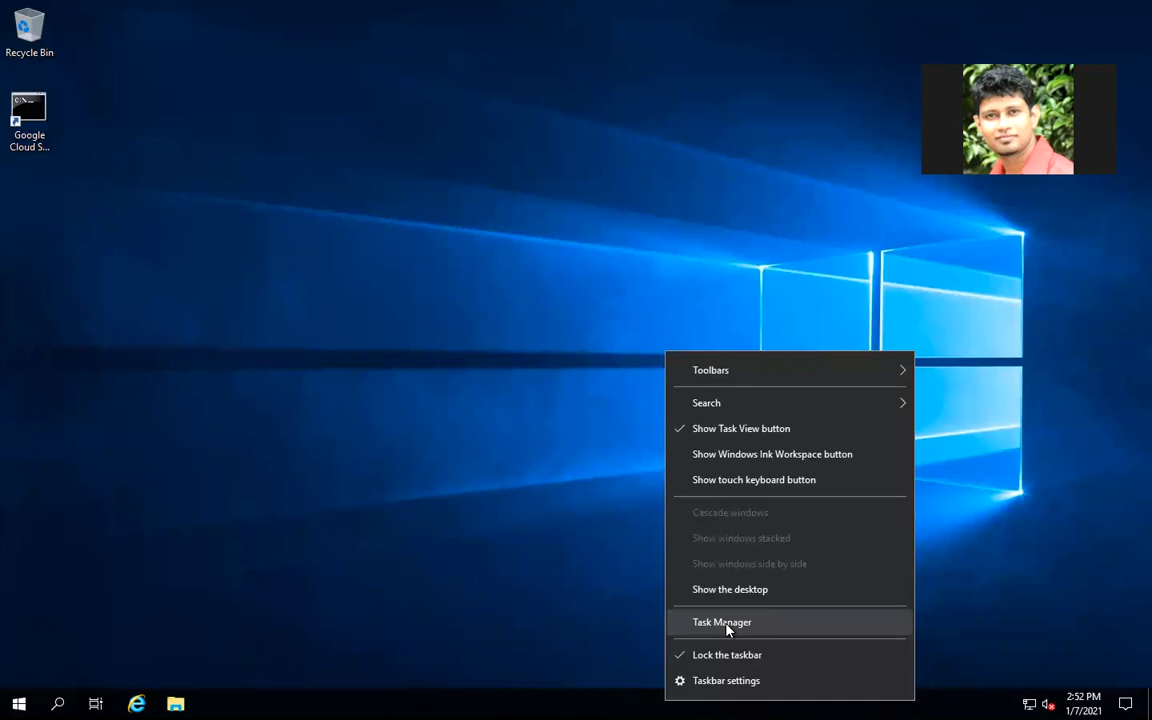 Recycle Bin
C:\...
Google
Cloud S...
Toolbars
Search
Show Task View button
Show Windows Ink Workspace button
Show touch keyboard button
Cascade windows
Show windows stacked
Show windows side by side
Show the desktop
Task Manager
Lock the taskbar
Taskbar settings
2:52 PM
1/7/2021